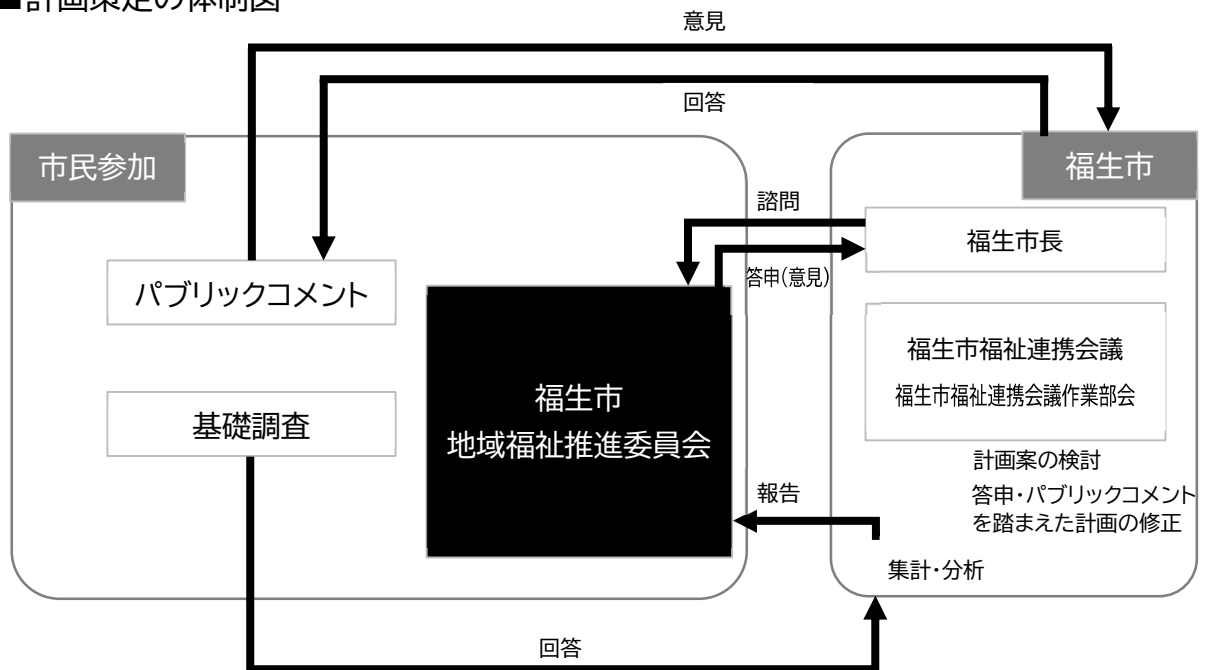 ■計画策定の体制図
意見
回答
市民参加
福生市
諮問
福生市長
答申(意見)
パブリックコメント
福生市
地域福祉推進委員会
福生市福祉連携会議
福生市福祉連携会議作業部会
基礎調査
計画案の検討
答申・パブリックコメント
を踏まえた計画の修正
報告
集計・分析
回答